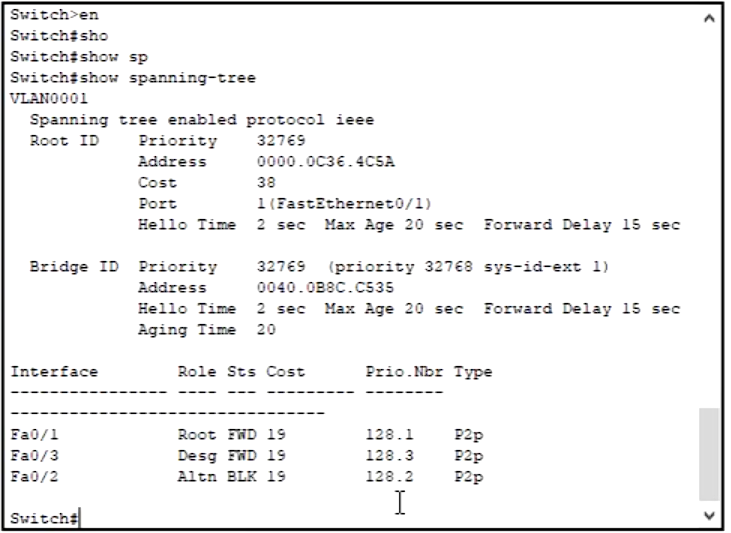 Switch>en
Switch#sho
Switch#show sp
Switch#show spanning-tree
VLAN0001
  Spanning tree enabled protocol ieee
  Root ID    Priority    32769
             Address     0000.0C36.4C5A
             Cost        38
             Port        1(FastEthernet0/1)
             Hello Time  2 sec  Max Age 20 sec  Forward Delay 15 sec

  Bridge ID  Priority    32769  (priority 32768 sys-id-ext 1)
             Address     0040.0B8C.C535
             Hello Time  2 sec  Max Age 20 sec  Forward Delay 15 sec
             Aging Time  20

Interface        Role Sts Cost      Prio.Nbr Type
---------------- ---- --- --------- --------
--------------------------------
Fa0/1            Root FWD 19        128.1    P2p
Fa0/3            Desg FWD 19        128.3    P2p
Fa0/2            Altn BLK 19        128.2    P2p

Switch#